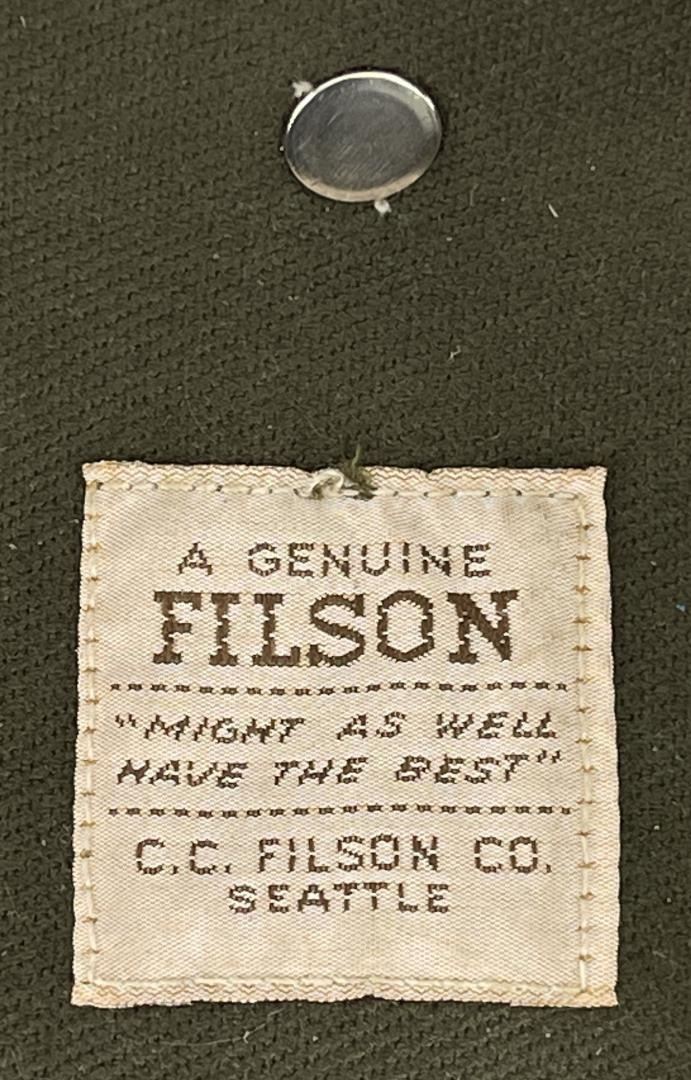 A GENUINE
FILSON
"MIGHT AS WELL
HAVE THE BEST"
C.C. FILSON CO.
SEATTLE